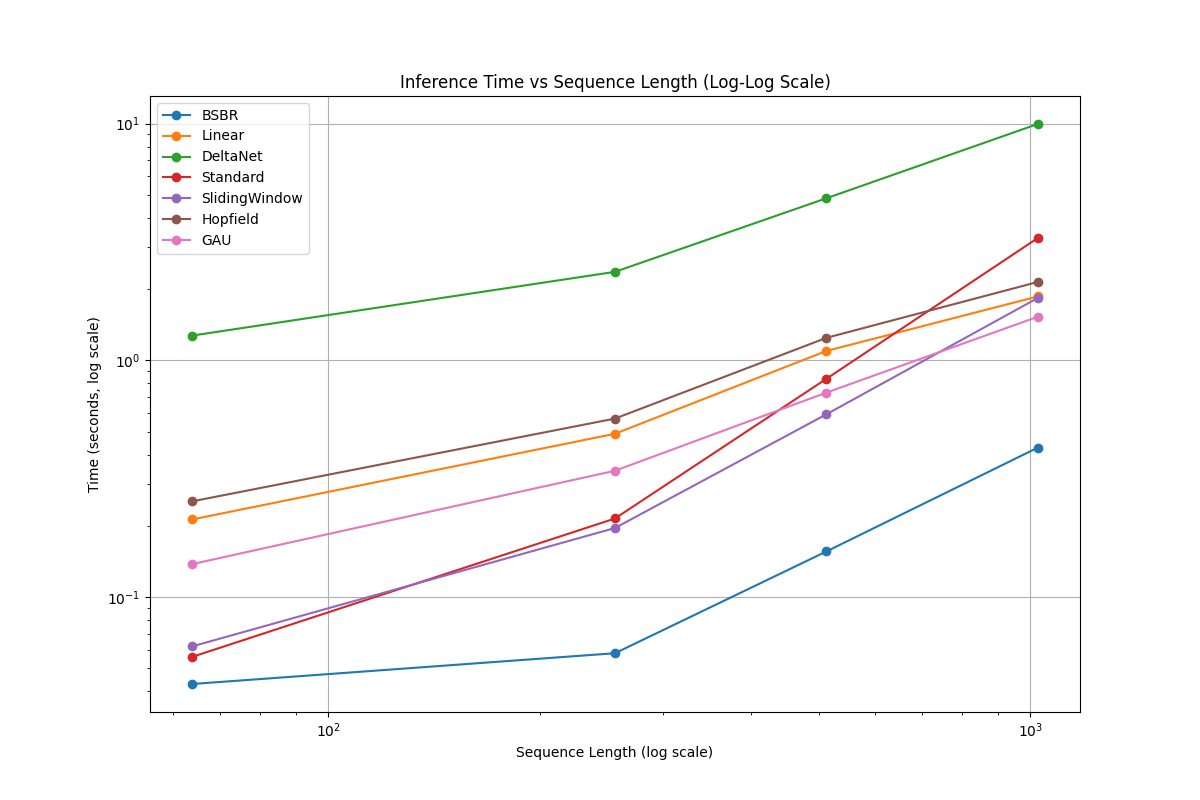 Inference Time vs Sequence Length (Log-Log Scale)
BSBR
Linear
DeltaNet
Standard
SlidingWindow
Hopfield
GAU
Time (seconds, log scale)
10¹
10⁰
10⁻¹
10²
10³
Sequence Length (log scale)